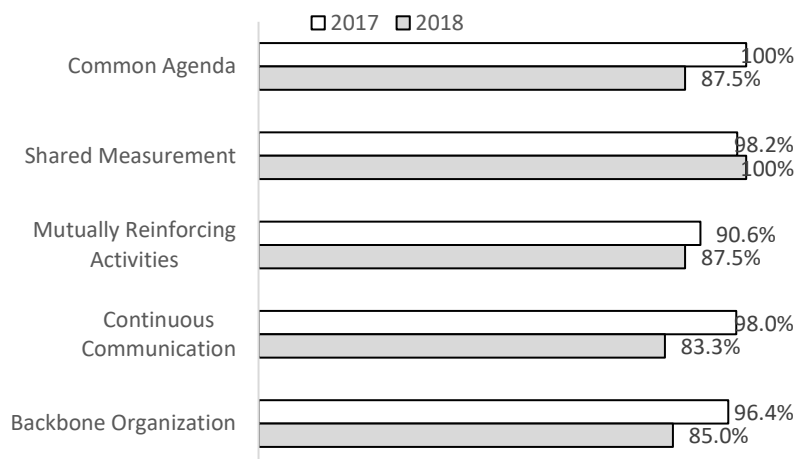 2017 2018
Common Agenda
100%
87.5%
Shared Measurement
98.2%
100%
Mutually Reinforcing
Activities
90.6%
87.5%
Continuous
Communication
98.0%
83.3%
Backbone Organization
96.4%
85.0%